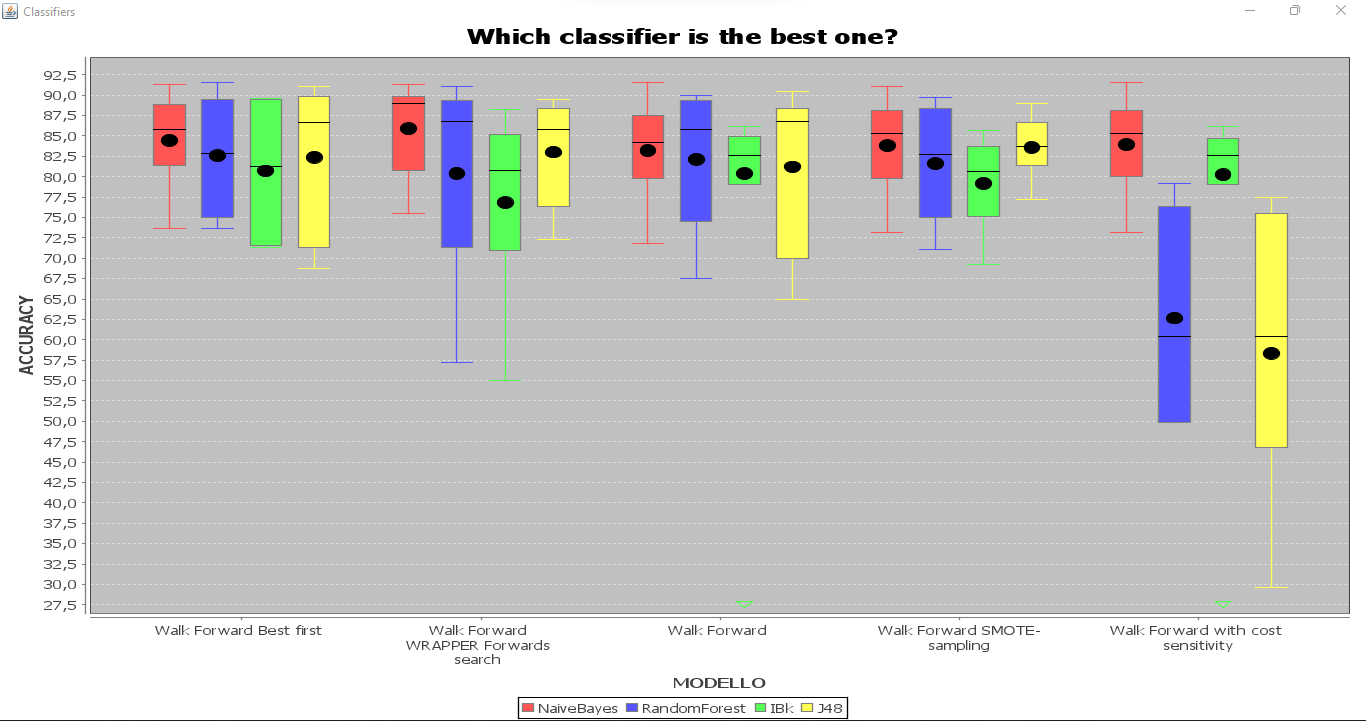 Classifiers
Which classifier is the best one?
92,5
90,0
87,5
85,0
82,5
80,0
77,5
75,0
72,5
70,0
67,5
65,0
62,5
60,0
57,5
55,0
52,5
50,0
47,5
45,0
42,5
40,0
37,5
35,0
32,5
30,0
27,5
ACCURACY
Walk Forward Best first
Walk Forward
WRAPPER Forwards
search
Walk Forward
Walk Forward SMOTE-
sampling
Walk Forward with cost
sensitivity
MODELLO
NaiveBayes RandomForest IBk J48